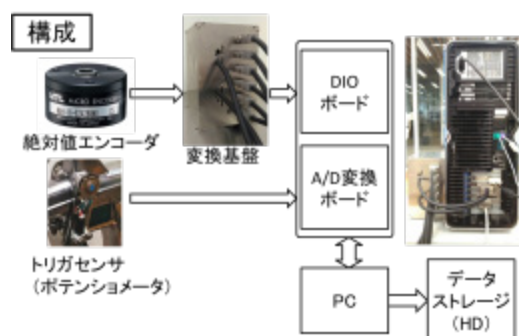 構成
絶対値エンコーダ
変換基盤
DIO
ボード
A/D変換
ボード
トリガセンサ
(ポテンショメータ)
PC
データ
ストレージ
(HD)